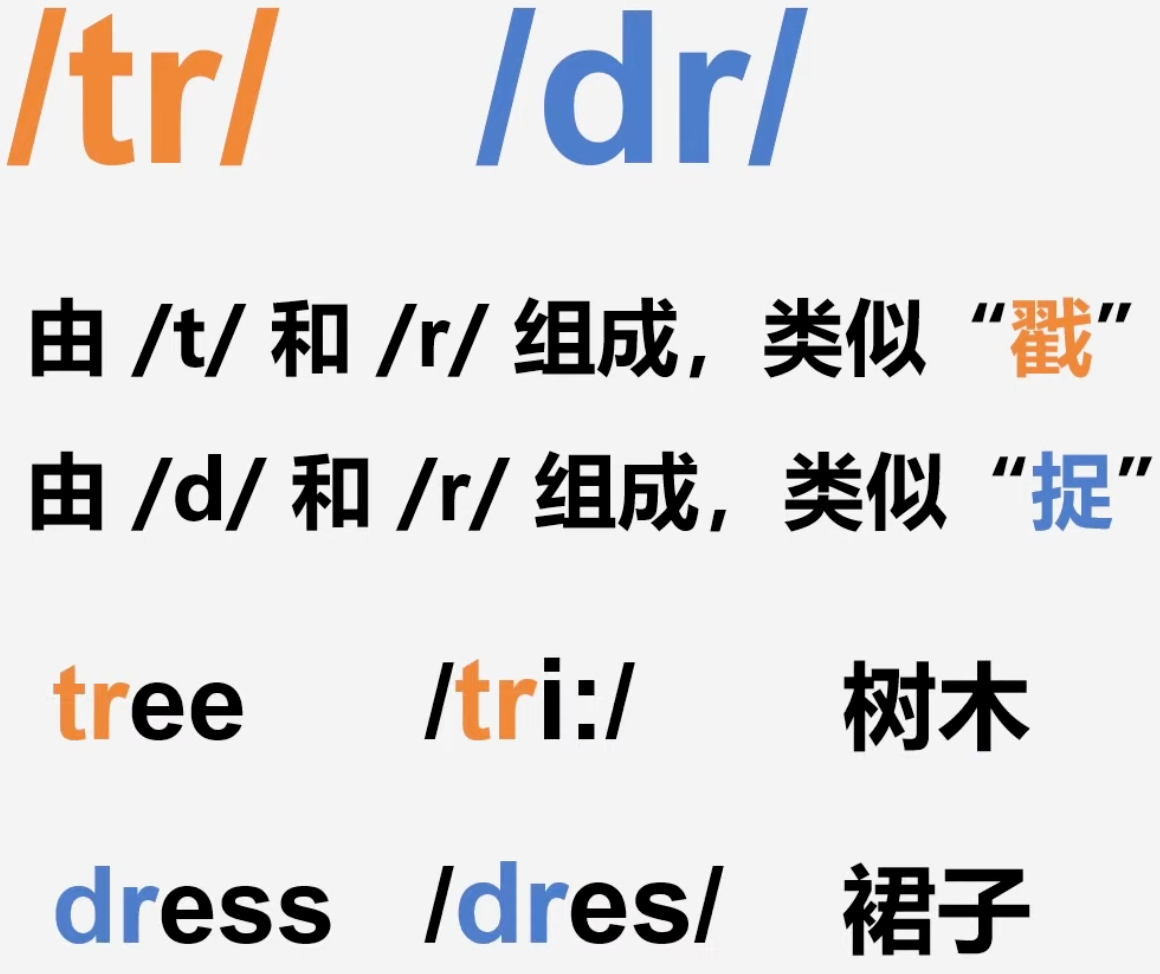 /tr/ /dr/
由 /t/ 和 /r/ 组成，类似 “戳”
由 /d/ 和 /r/ 组成，类似 “捉”
tree /tri:/ 树木
dress /dres/ 裙子